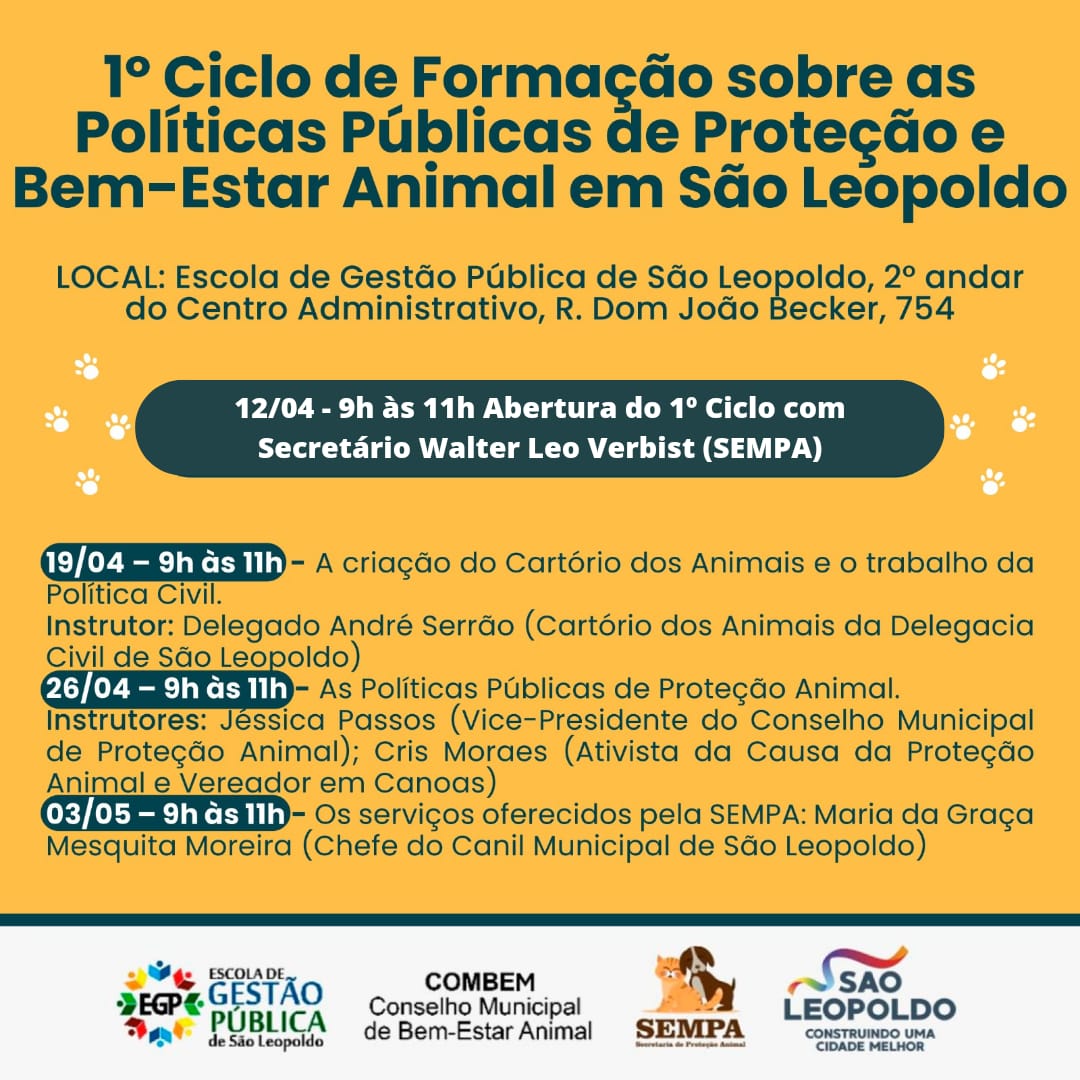 1º Ciclo de Formação sobre as
Políticas Públicas de Proteção e
Bem-Estar Animal em São Leopoldo
LOCAL: Escola de Gestão Pública de São Leopoldo, 2º andar
do Centro Administrativo, R. Dom João Becker, 754
12/04 - 9h às 11h Abertura do 1º Ciclo com
Secretário Walter Leo Verbist (SEMPA)
19/04 – 9h às 11h - A criação do Cartório dos Animais e o trabalho da
Política Civil.
Instrutor: Delegado André Serrão (Cartório dos Animais da Delegacia
Civil de São Leopoldo)
26/04 – 9h às 11h - As Políticas Públicas de Proteção Animal.
Instrutores: Jéssica Passos (Vice-Presidente do Conselho Municipal
de Proteção Animal); Cris Moraes (Ativista da Causa da Proteção
Animal e Vereador em Canoas)
03/05 – 9h às 11h - Os serviços oferecidos pela SEMPA: Maria da Graça
Mesquita Moreira (Chefe do Canil Municipal de São Leopoldo)
EGP
ESCOLA DE
GESTÃO
PÚBLICA
de São Leopoldo
COMBEM
Conselho Municipal
de Bem-Estar Animal
SEMPA
Secretaria de Proteção Animal
SAO
LEOPOLDO
CONSTRUINDO UMA
CIDADE MELHOR